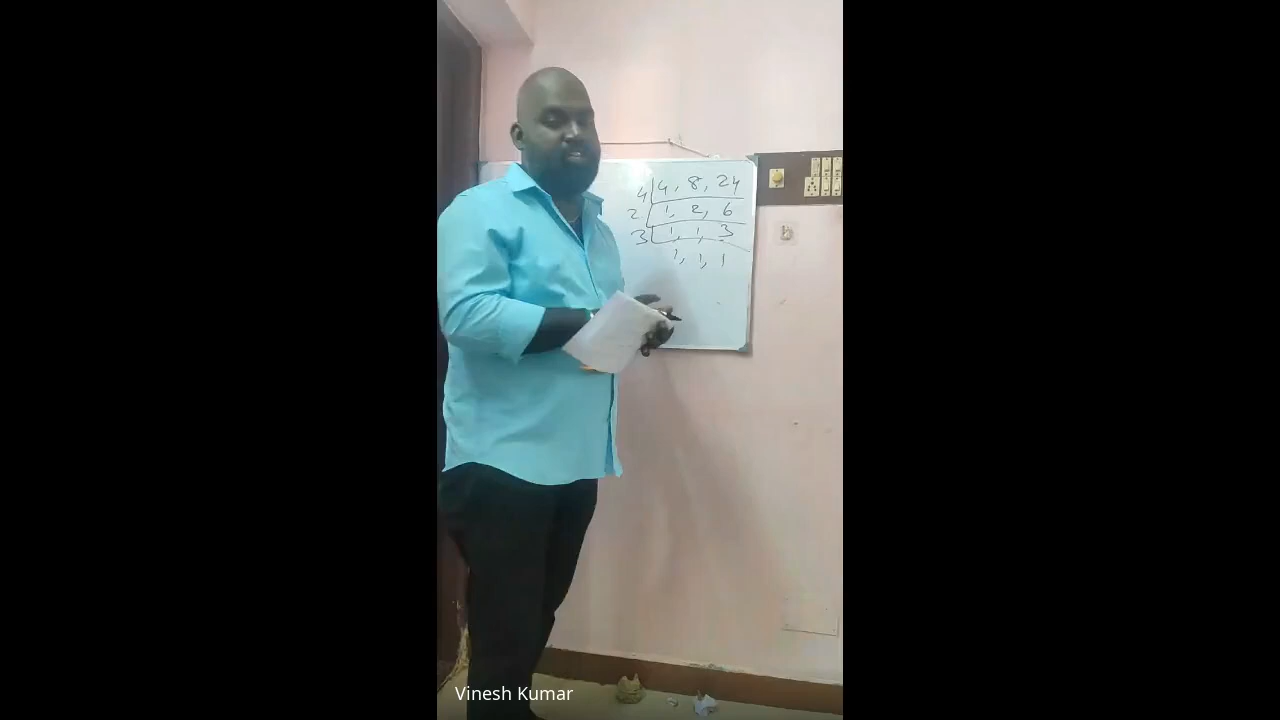 4 4, 8, 24
2 1, 2, 6
3 1, 1, 3
1, 1, 1
Vinesh Kumar